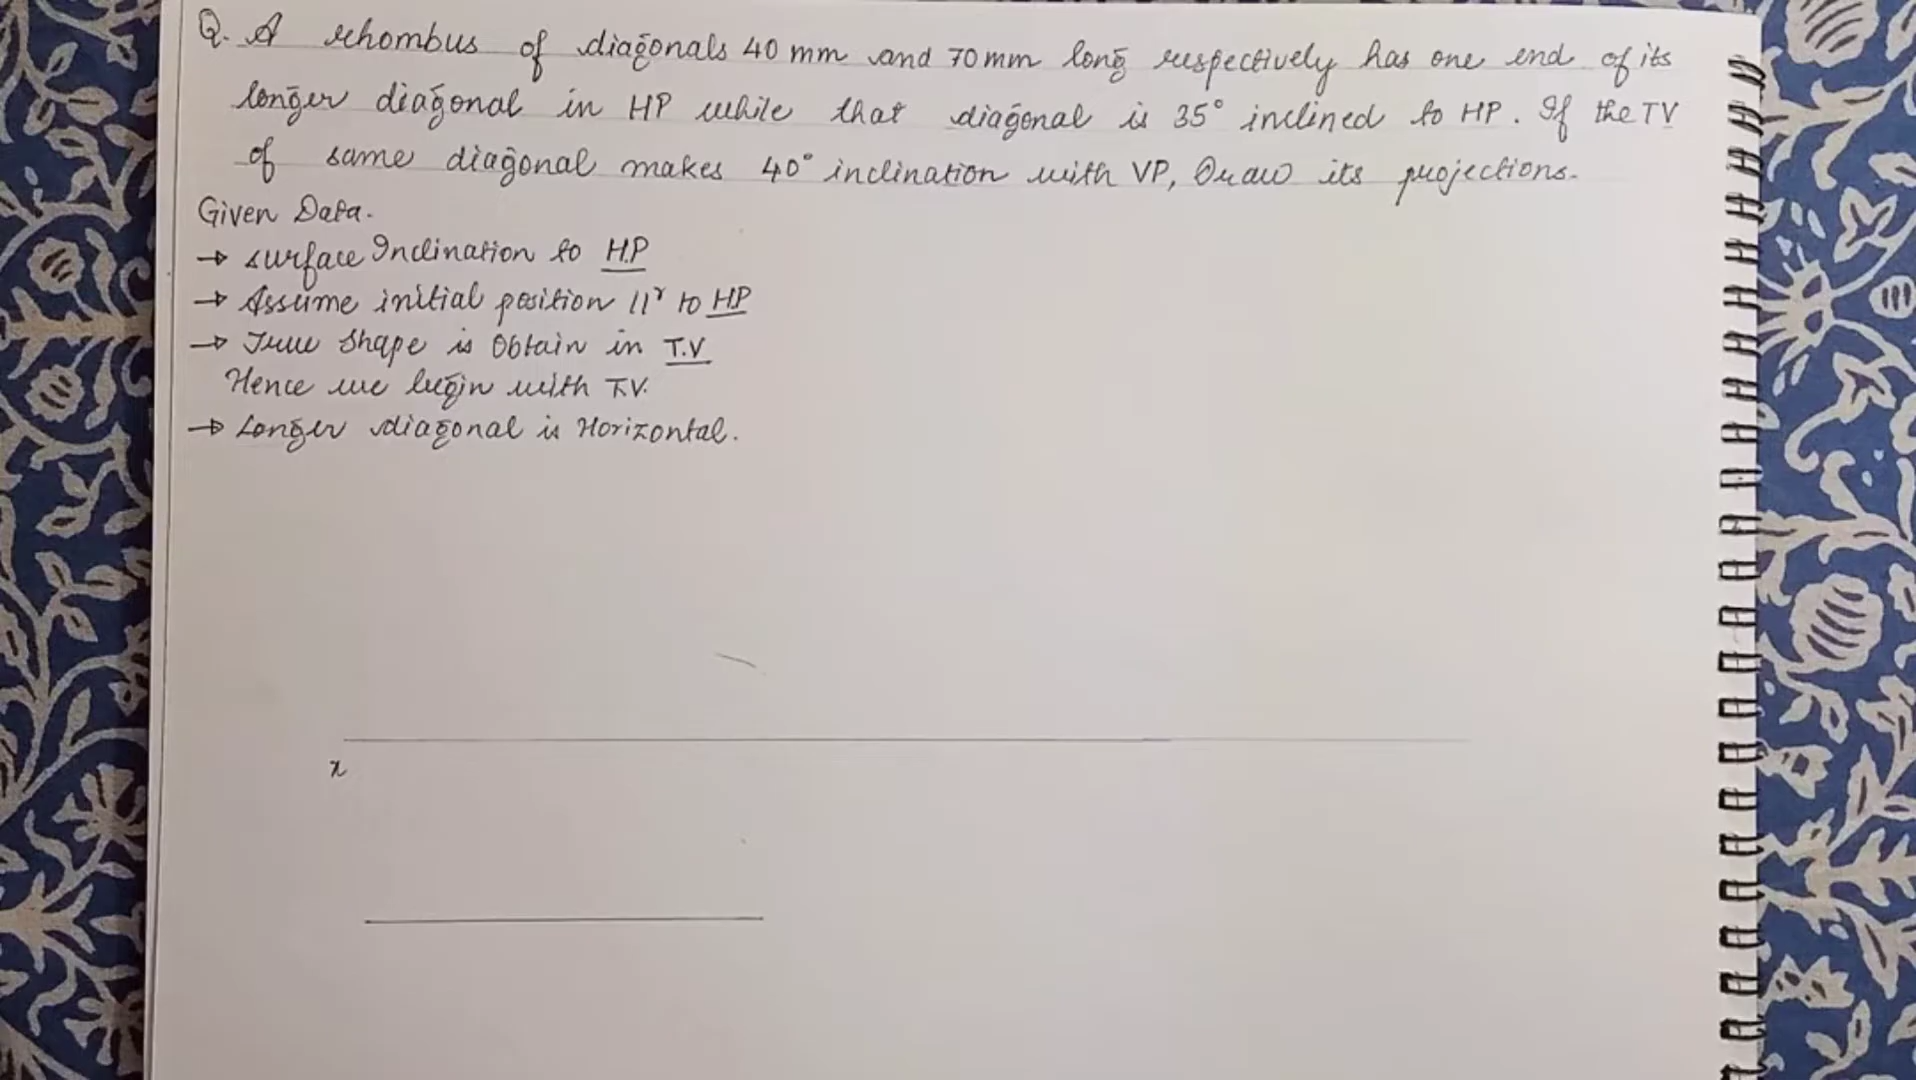 Q. A rhombus of diagonals 40 mm and 70 mm long respectively has one end of its
longer diagonal in HP while that diagonal is 35° inclined to HP. If the TV
of same diagonal makes 40° inclination with VP, Draw its projections.
Given Data.
→ surface Inclination to H.P
→ Assume initial position 11r to HP
→ True shape is Obtain in T.V
Hence we begin with T.V.
→ Longer diagonal is Horizontal.
x